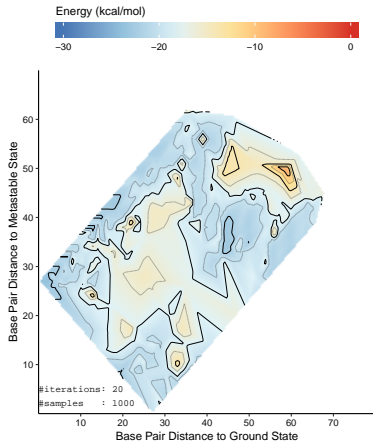 Energy (kcal/mol)
−30 −20 −10 0
Base Pair Distance to Metastable State
60
50
40
30
20
10
#iterations: 20
#samples : 1000
10 20 30 40 50 60 70
Base Pair Distance to Ground State